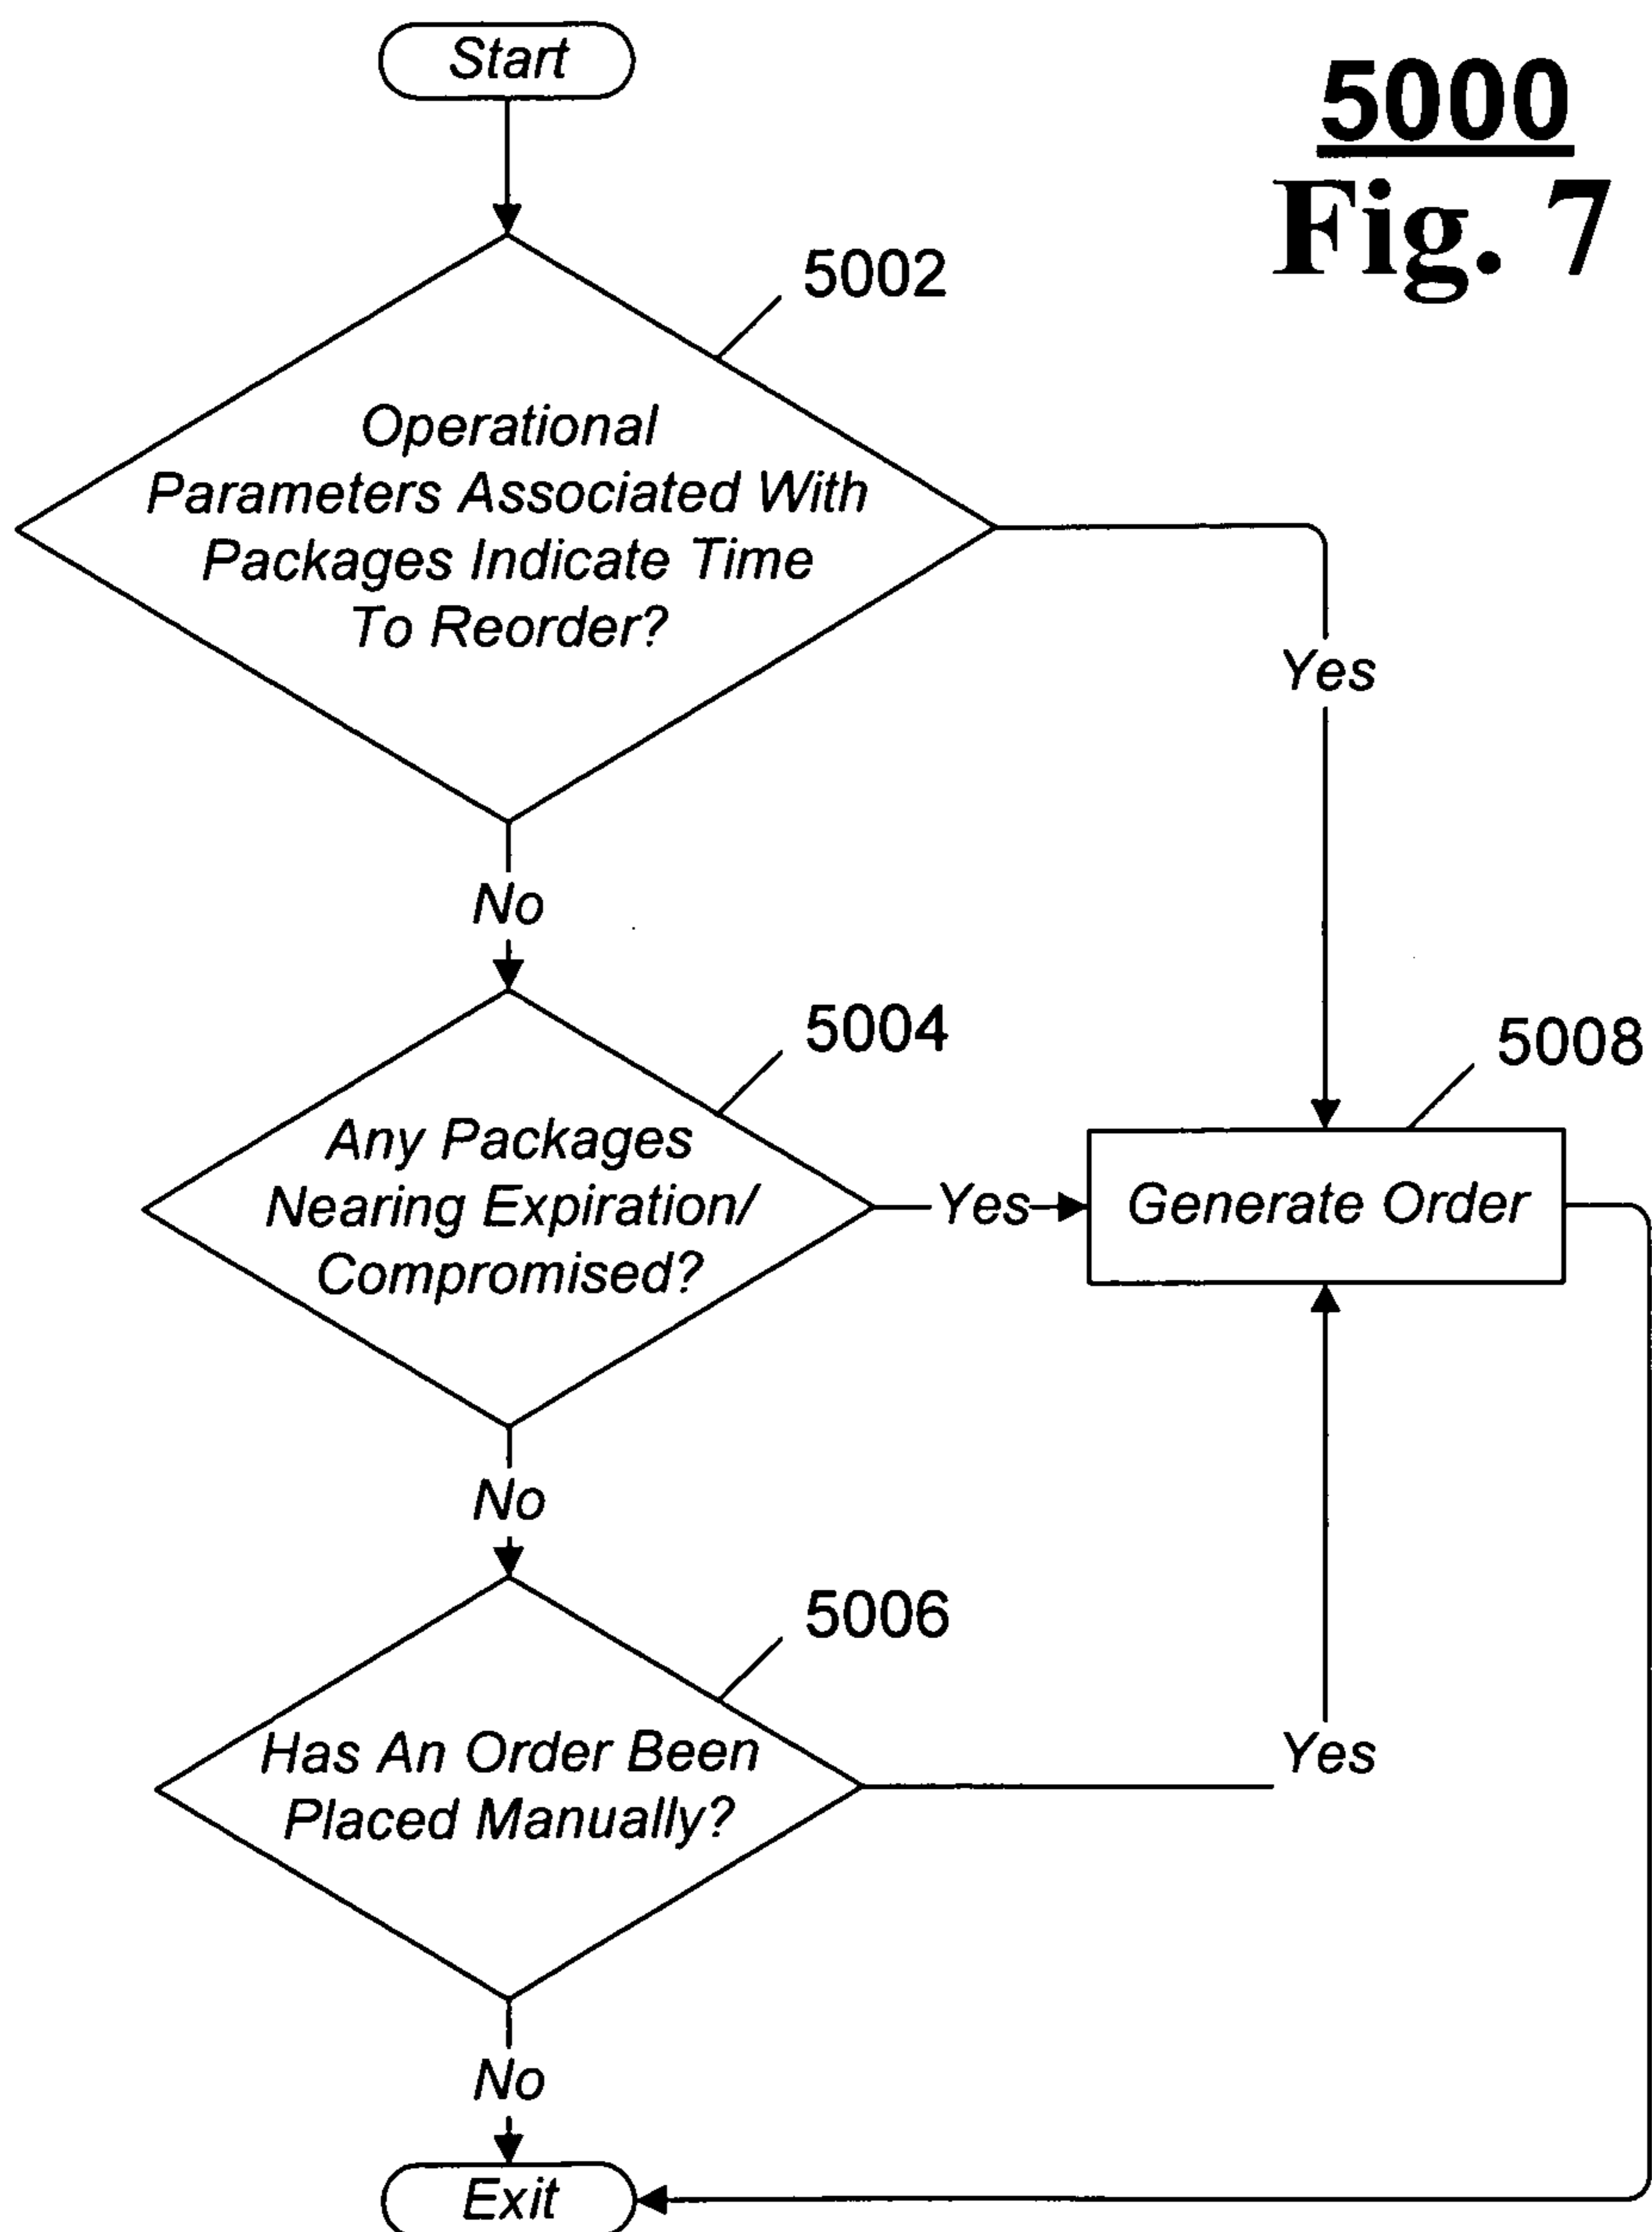 Start
5000
Fig. 7
5002
Operational
Parameters Associated With
Packages Indicate Time
To Reorder?
Yes
No
5004
5008
Any Packages
Nearing Expiration/
Compromised?
Yes
Generate Order
No
5006
Has An Order Been
Placed Manually?
Yes
No
Exit